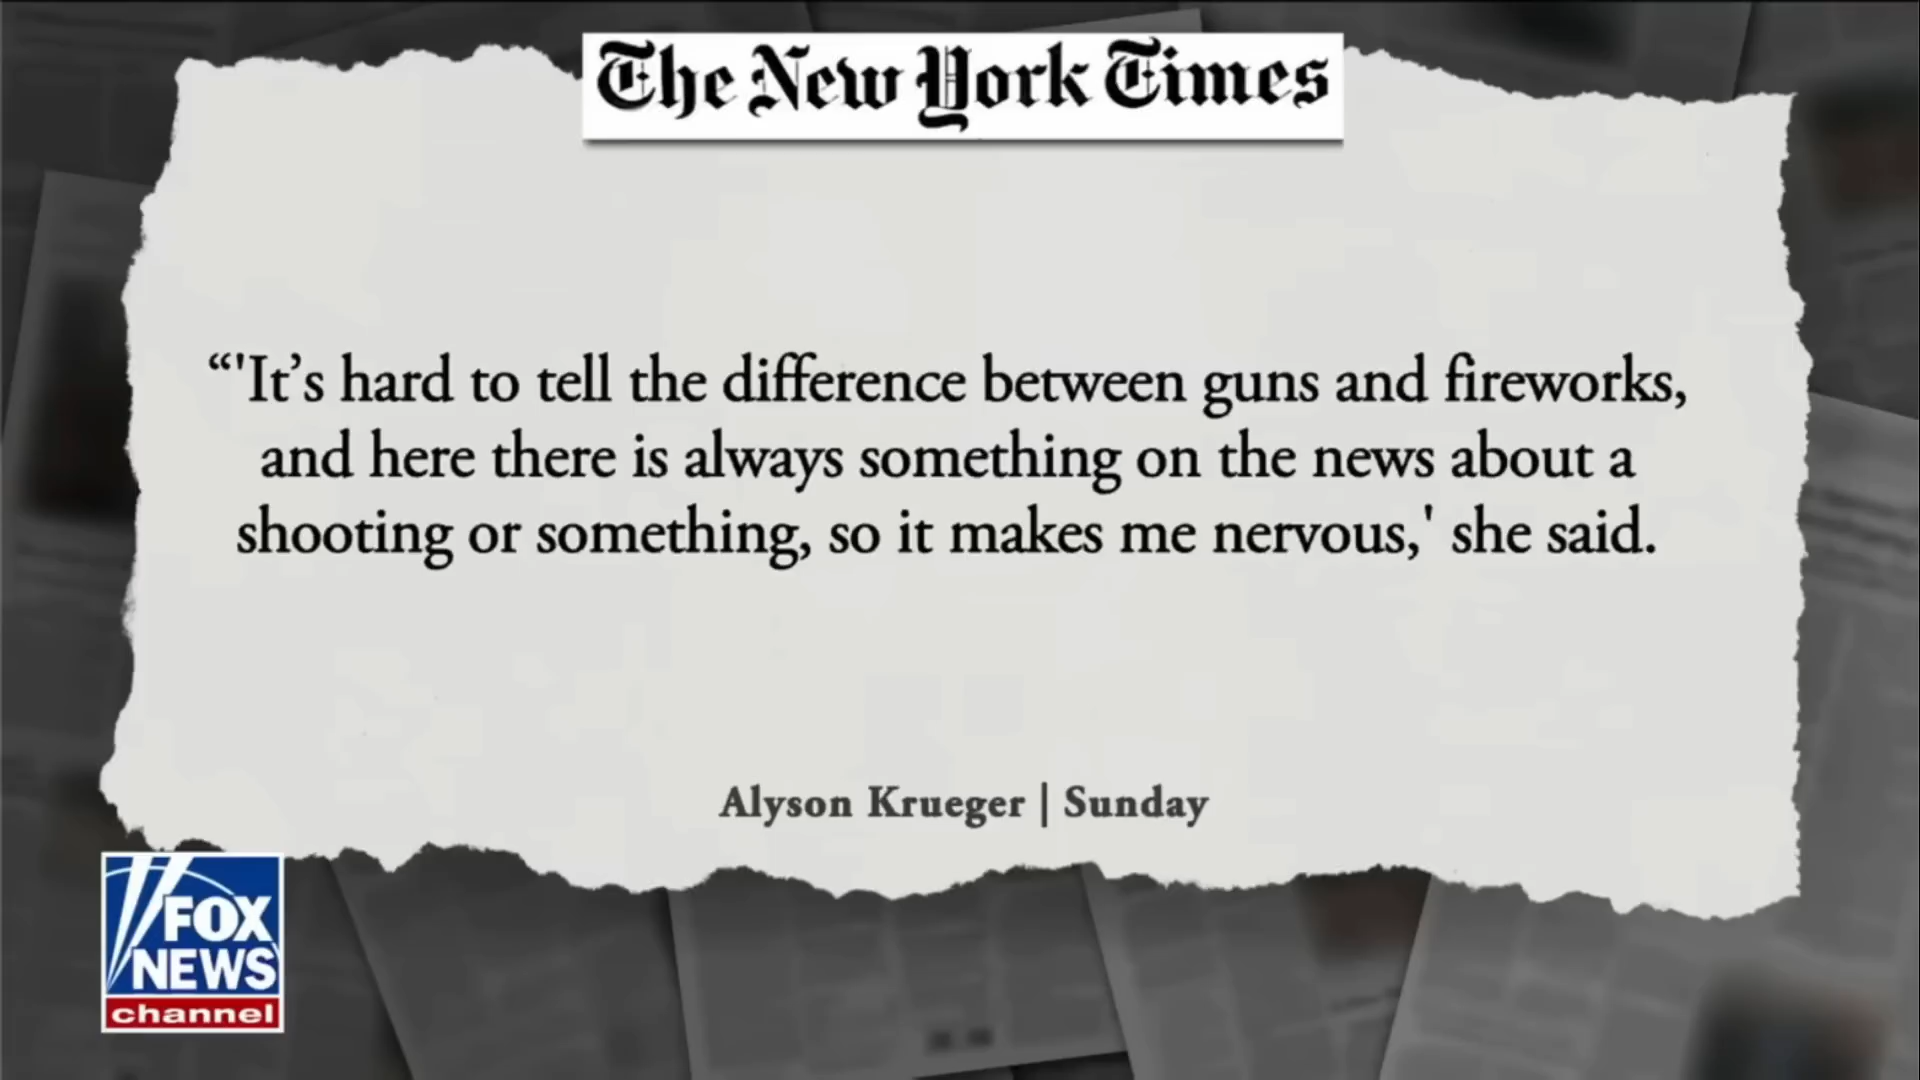 The New York Times
“'It’s hard to tell the difference between guns and fireworks,
and here there is always something on the news about a
shooting or something, so it makes me nervous,' she said.
Alyson Krueger | Sunday
FOX
NEWS
channel